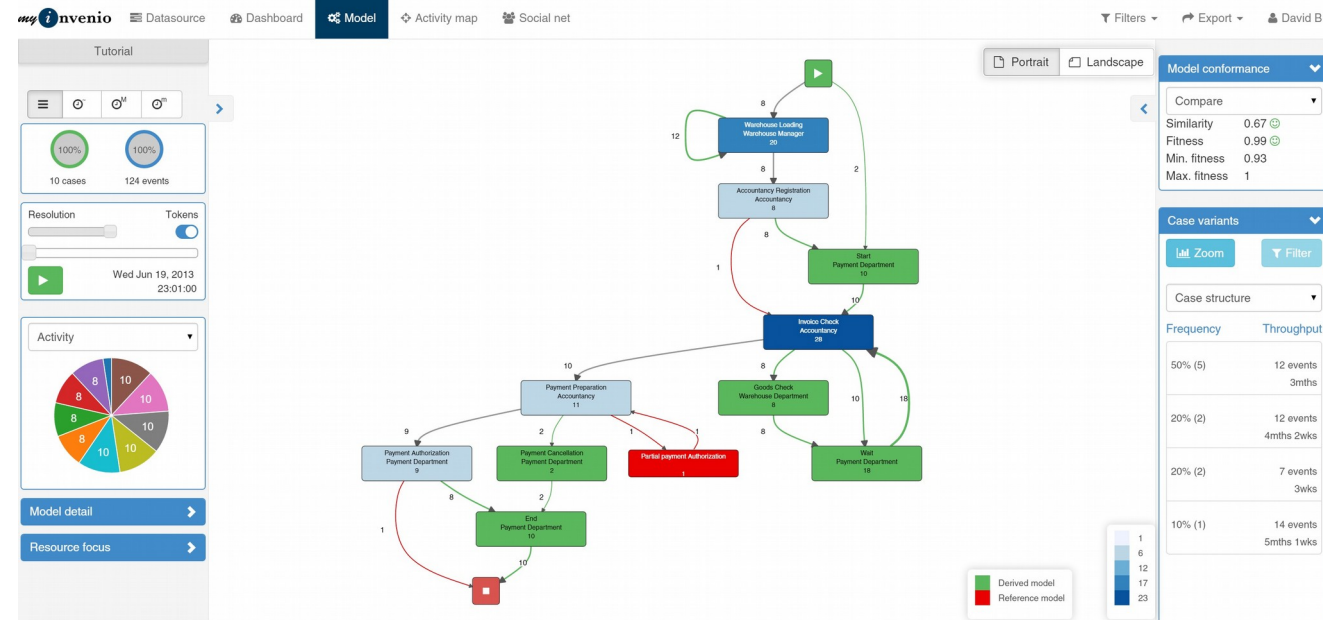 my invenio
Datasource
Dashboard
Model
Activity map
Social net
Filters
Export
David B
Tutorial
100%
100%
10 cases
124 events
Resolution
Tokens
Wed Jun 19, 2013
23:01:00
Activity
8
10
8
10
8
10
8
10
10
Model detail
Resource focus
Portrait
Landscape
8
Warehouse Loading
Warehouse Manager
20
12
8
2
Accountancy Registration
Accountancy
8
8
1
Start
Payment Department
10
10
Invoice Check
Accountancy
28
10
8
10
18
Payment Preparation
Accountancy
11
Goods Check
Warehouse Department
8
9
2
1
1
8
Payment Authorization
Payment Department
9
Payment Cancellation
Payment Department
2
Partial payment Authorization
1
Wait
Payment Department
18
8
2
1
End
Payment Department
10
10
Derived model
Reference model
1
6
12
17
23
Model conformance
Compare
Similarity 0.67
Fitness 0.99
Min. fitness 0.93
Max. fitness 1
Case variants
Zoom
Filter
Case structure
Frequency Throughput
50% (5) 12 events
3mths
20% (2) 12 events
4mths 2wks
20% (2) 7 events
3wks
10% (1) 14 events
5mths 1wks